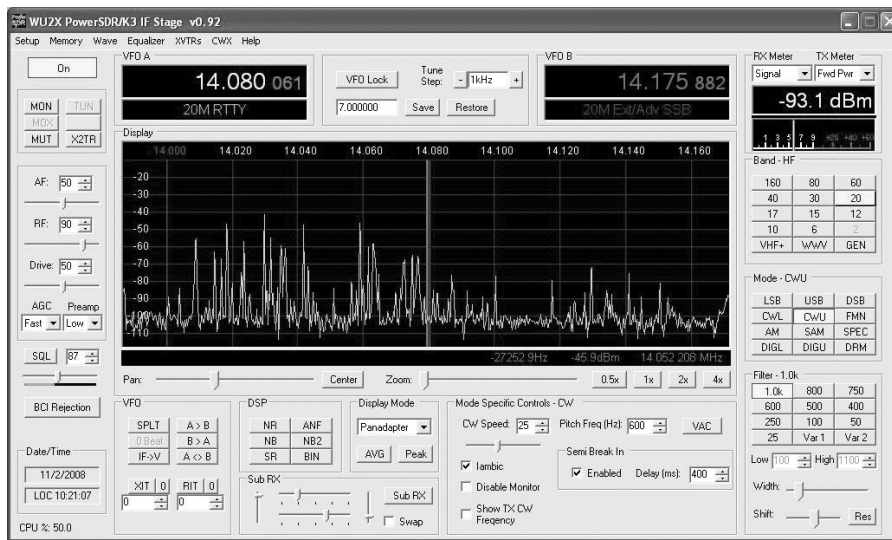 WU2X PowerSDR/K3 IF Stage v0.92
Setup Memory Wave Equalizer XVTRs CWX Help
On
MON TUN
MOX
MUT X2TR
AF: 50
RF: 90
Drive: 50
AGC Preamp
Fast Low
SQL 87
BCI Rejection
Date/Time
11/2/2008
LOC 10:21:07
CPU %: 50.0
VFO A
14.080 061
20M RTTY
VFO Lock
Tune
Step: - 1kHz +
7.000000 Save Restore
VFO B
14.175 882
20M Ext/Adv SSB
Display
14.000 14.020 14.040 14.060 14.080 14.100 14.120 14.140 14.160
-20
-30
-40
-50
-60
-70
-80
-90
-100
-110
-27252.9Hz -45.9dBm 14.052 208 MHz
Pan: Center Zoom: 0.5x 1x 2x 4x
VFO
SPLT A > B
0 Beat B > A
IF->V A <> B
XIT 0 RIT 0
0 0
DSP
NR ANF
NB NB2
SR BIN
Display Mode
Panadapter
AVG Peak
Sub RX
Sub RX
Swap
Mode Specific Controls - CW
CW Speed: 25 Pitch Freq (Hz): 600 VAC
Iambic
Disable Monitor
Show TX CW
Freqency
Semi Break In
Enabled Delay (ms): 400
RX Meter TX Meter
Signal Fwd Pwr
-93.1 dBm
1 3 5 7 9 +20 +40 +60
Band - HF
160 80 60
40 30 20
17 15 12
10 6 2
VHF+ WWV GEN
Mode - CWU
LSB USB DSB
CWL CWU FMN
AM SAM SPEC
DIGL DIGU DRM
Filter - 1.0k
1.0k 800 750
600 500 400
250 100 50
25 Var 1 Var 2
Low 100 High 1100
Width:
Shift: Res